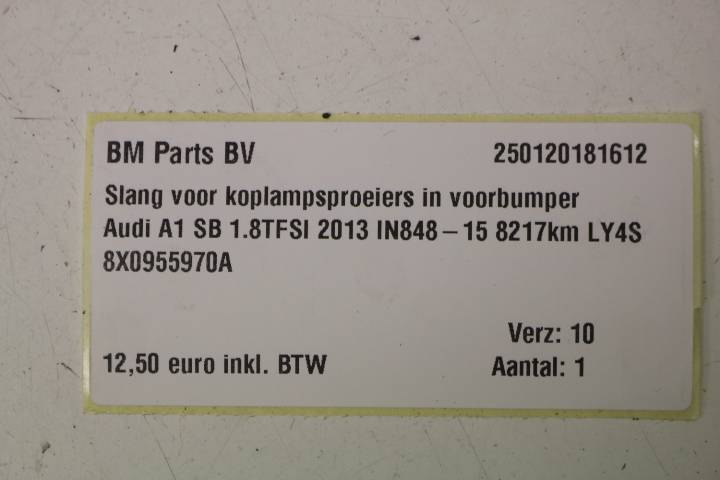 BM Parts BV 250120181612
Slang voor koplampsproeiers in voorbumper
Audi A1 SB 1.8TFSI 2013 IN848-15 8217km LY4S
8X0955970A
Verz: 10
12,50 euro inkl. BTW Aantal: 1